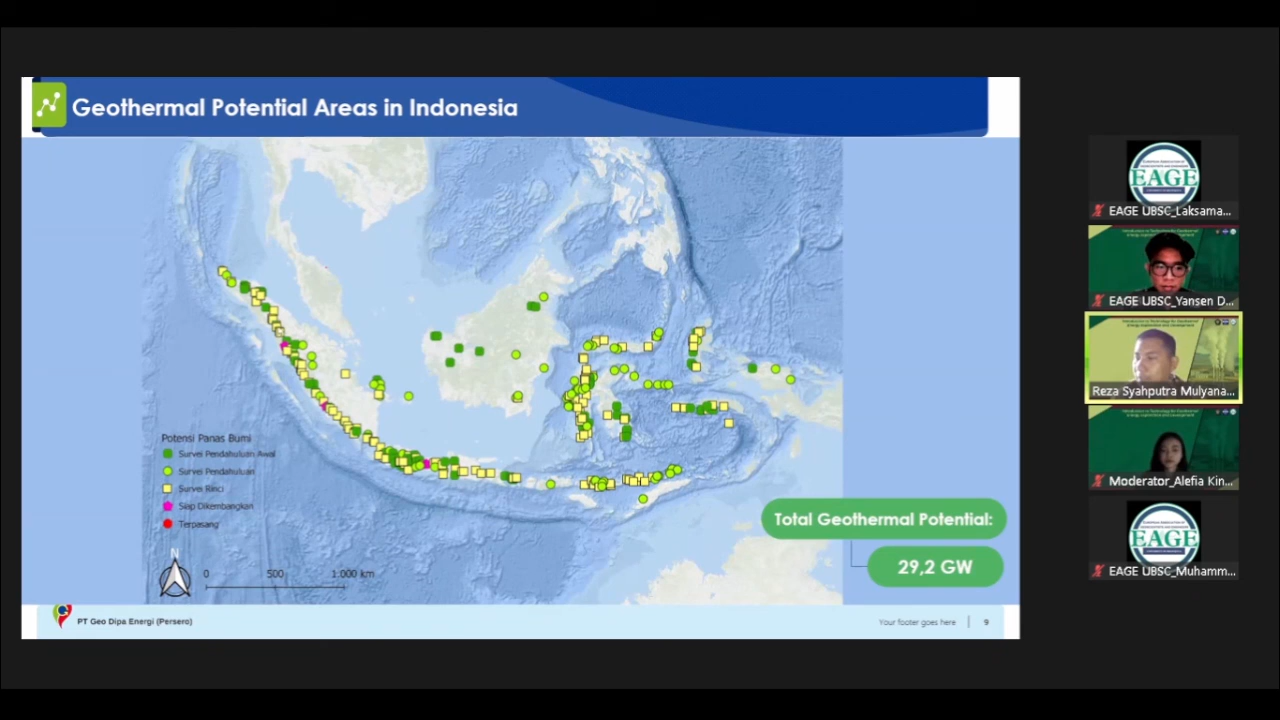 Geothermal Potential Areas in Indonesia
Potensi Panas Bumi
Survei Pendahuluan Awal
Survei Pendahuluan
Survei Rinci
Siap Dikembangkan
Terpasang
N
0 500 1.000 km
Total Geothermal Potential:
29,2 GW
PT Geo Dipa Energi (Persero)
Your footer goes here | 9
EAGE
EAGE UBSC_Laksama...
EAGE UBSC_Yansen D...
Reza Syahputra Mulyana...
Moderator_Alefia Kin...
EAGE
EAGE UBSC_Muhamm...